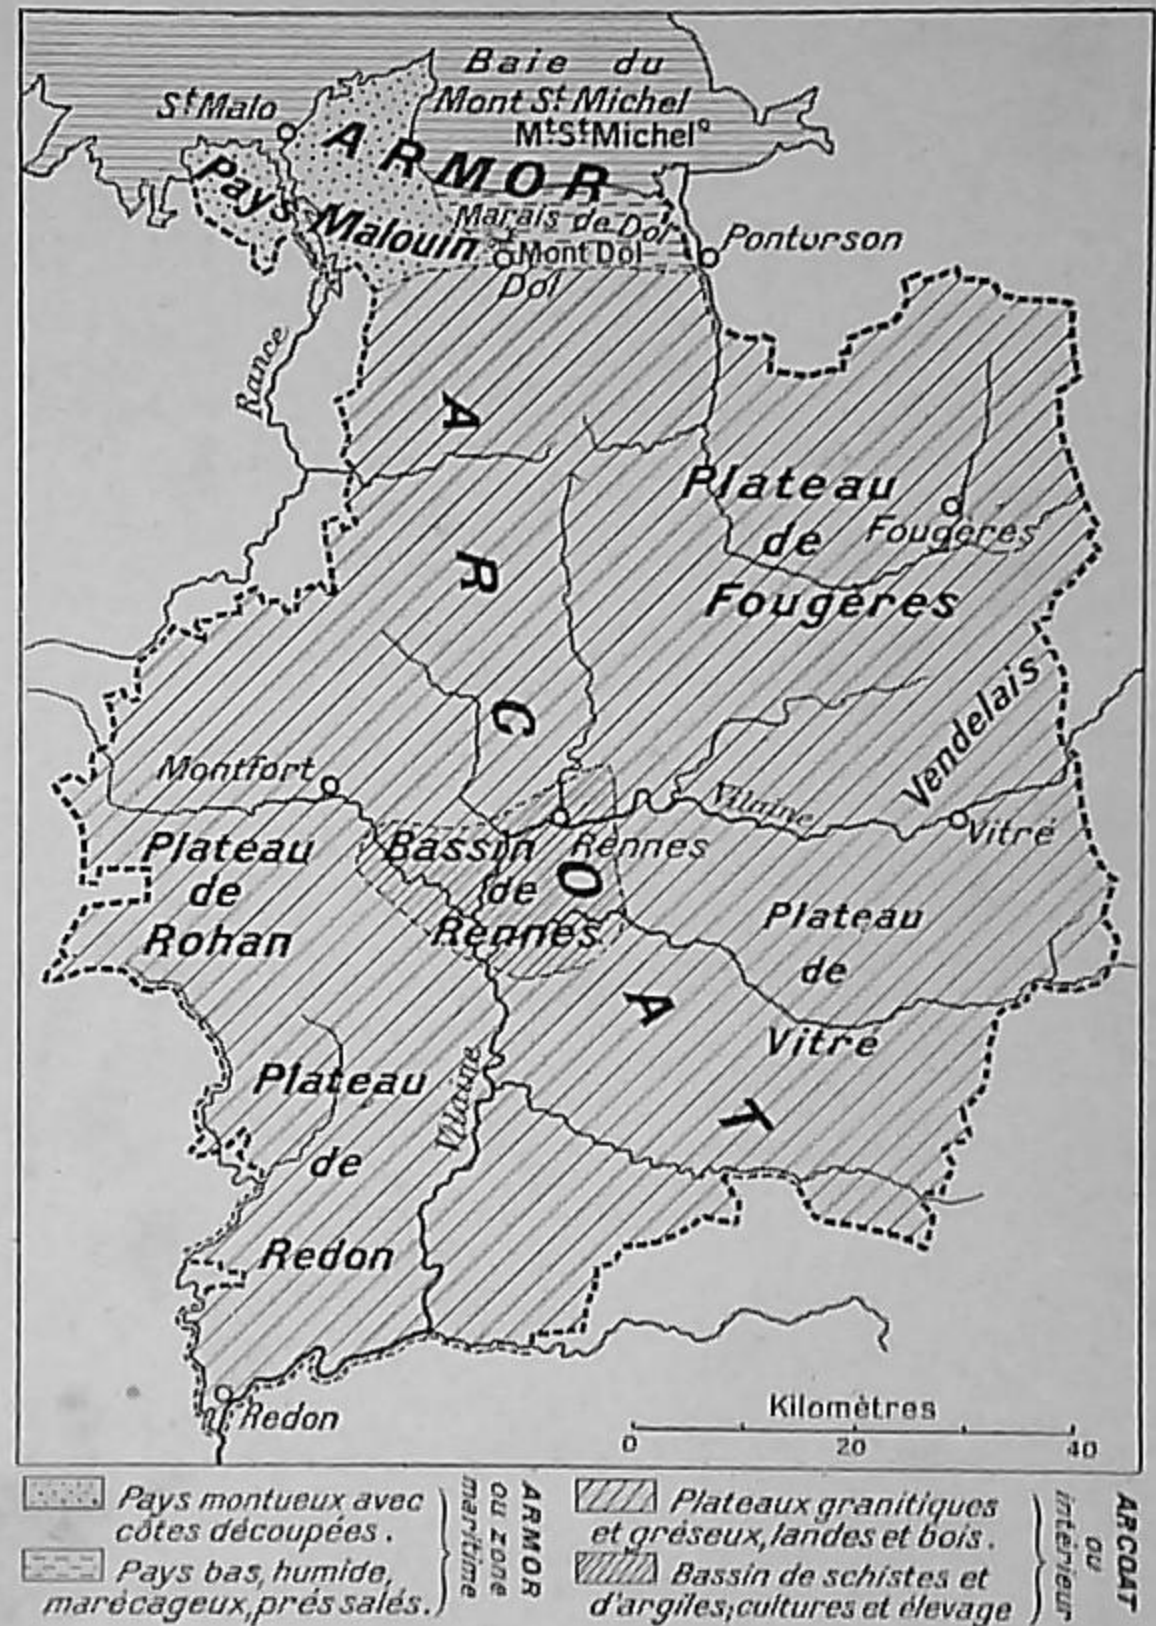 Baie du
Mont St Michel
Mt St Michel
St Malo
ARMOR
Pays
Malouin
Marais de Dol
Mont Dol
Dol
Pontorson
Rance
ARCOAT
Plateau
de
Fougères
Fougères
Vendelais
Montfort
Vilaine
Vitré
Rennes
Bassin
de
Rennes
Plateau
de
Rohan
Plateau
de
Vitré
Plateau
de
Redon
Vilaine
Redon
Kilomètres
0 20 40
Pays montueux avec
côtes découpées.
Pays bas, humide,
marécageux, prés salés.
ARMOR
ou zone
maritime
Plateaux granitiques
et gréseux, landes et bois.
Bassin de schistes et
d'argiles; cultures et élevage
ARCOAT
ou
intérieur